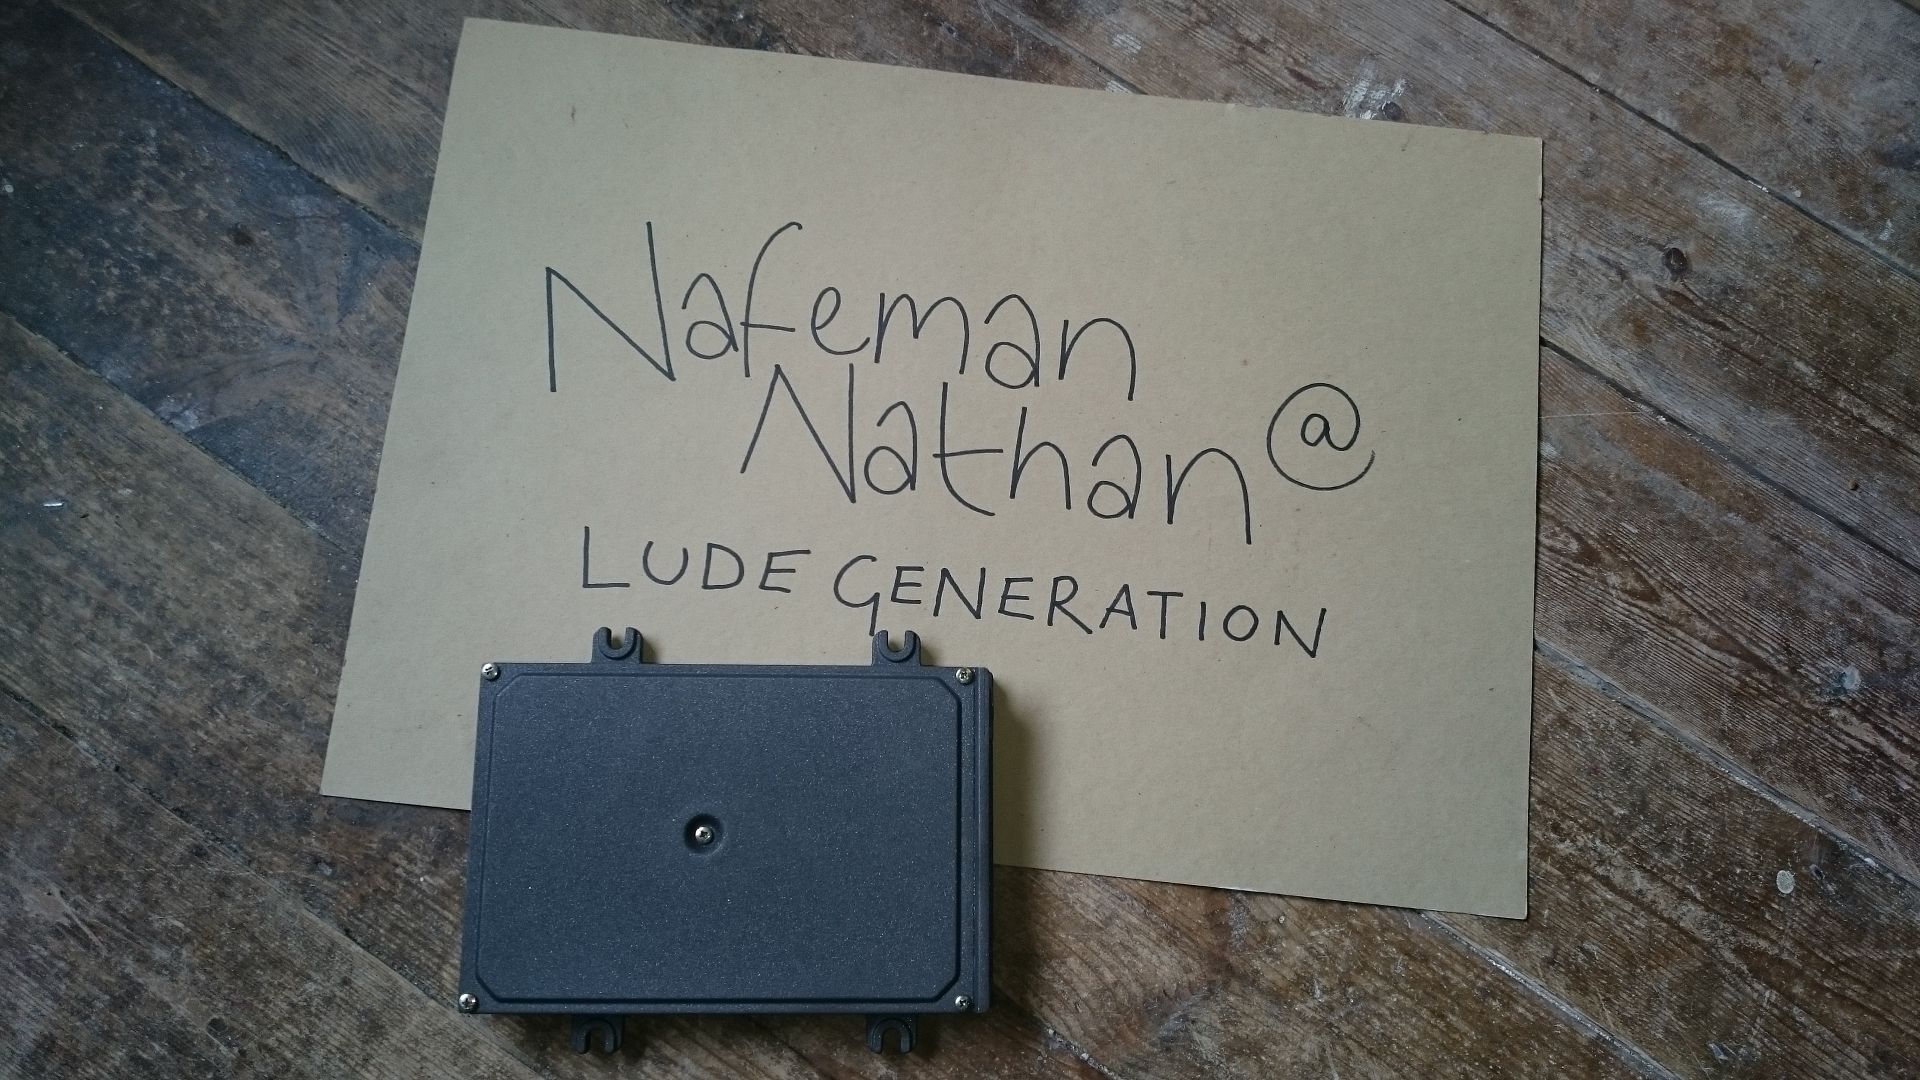 Nafeman
Nathan @
LUDE GENERATION